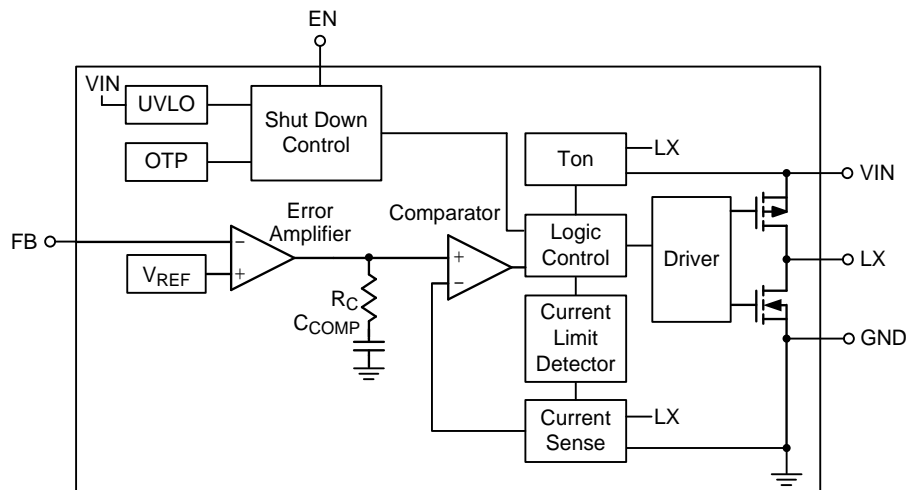 EN
VIN
UVLO
Shut Down
Control
OTP
Ton
LX
VIN
Error
Amplifier
Comparator
FB
−
+
VREF
+
−
Logic
Control
Driver
LX
RC
CCOMP
Current
Limit
Detector
GND
Current
Sense
LX